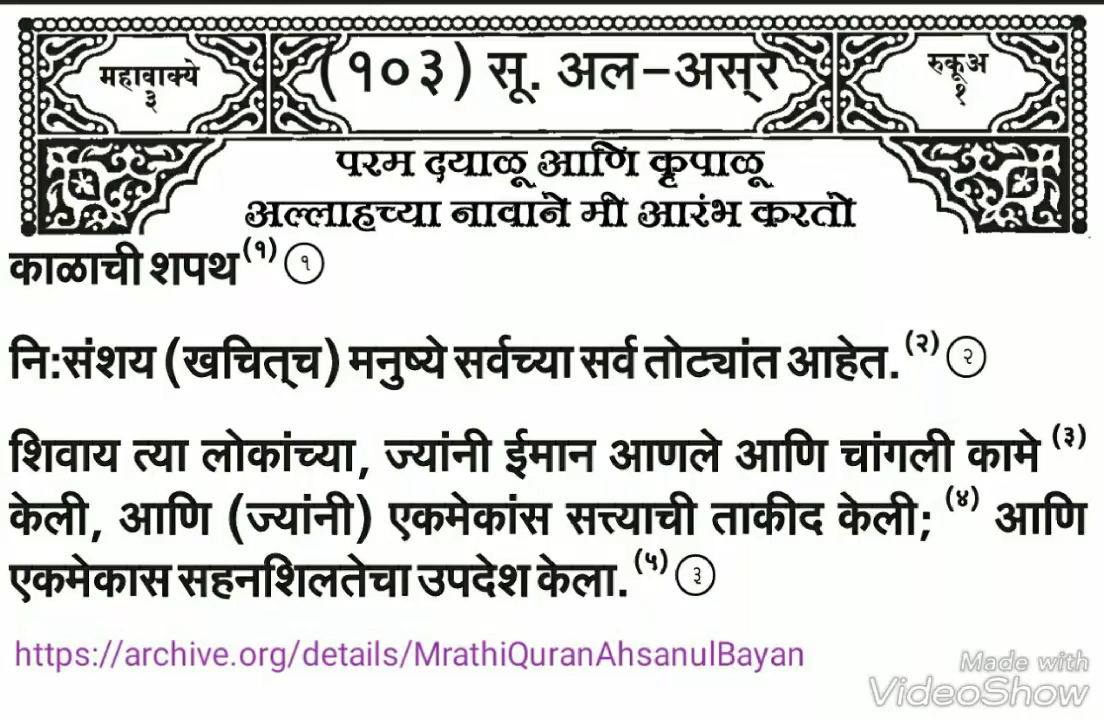 महावाक्ये
३
(१०३) सू. अल-अस्‌र
रुकूअ
१
परम दयाळू आणि कृपाळू
अल्लाहच्या नावाने मी आरंभ करतो
काळाची शपथ(१) १
नि:संशय (खचित्‌च) मनुष्ये सर्वच्या सर्व तोट्यांत आहेत.(२) २
शिवाय त्या लोकांच्या, ज्यांनी ईमान आणले आणि चांगली कामे(३)
केली, आणि (ज्यांनी) एकमेकांस सत्त्याची ताकीद केली;(४) आणि
एकमेकास सहनशिलतेचा उपदेश केला.(५) ३
https://archive.org/details/MrathiQuranAhsanulBayan
Made with
VideoShow